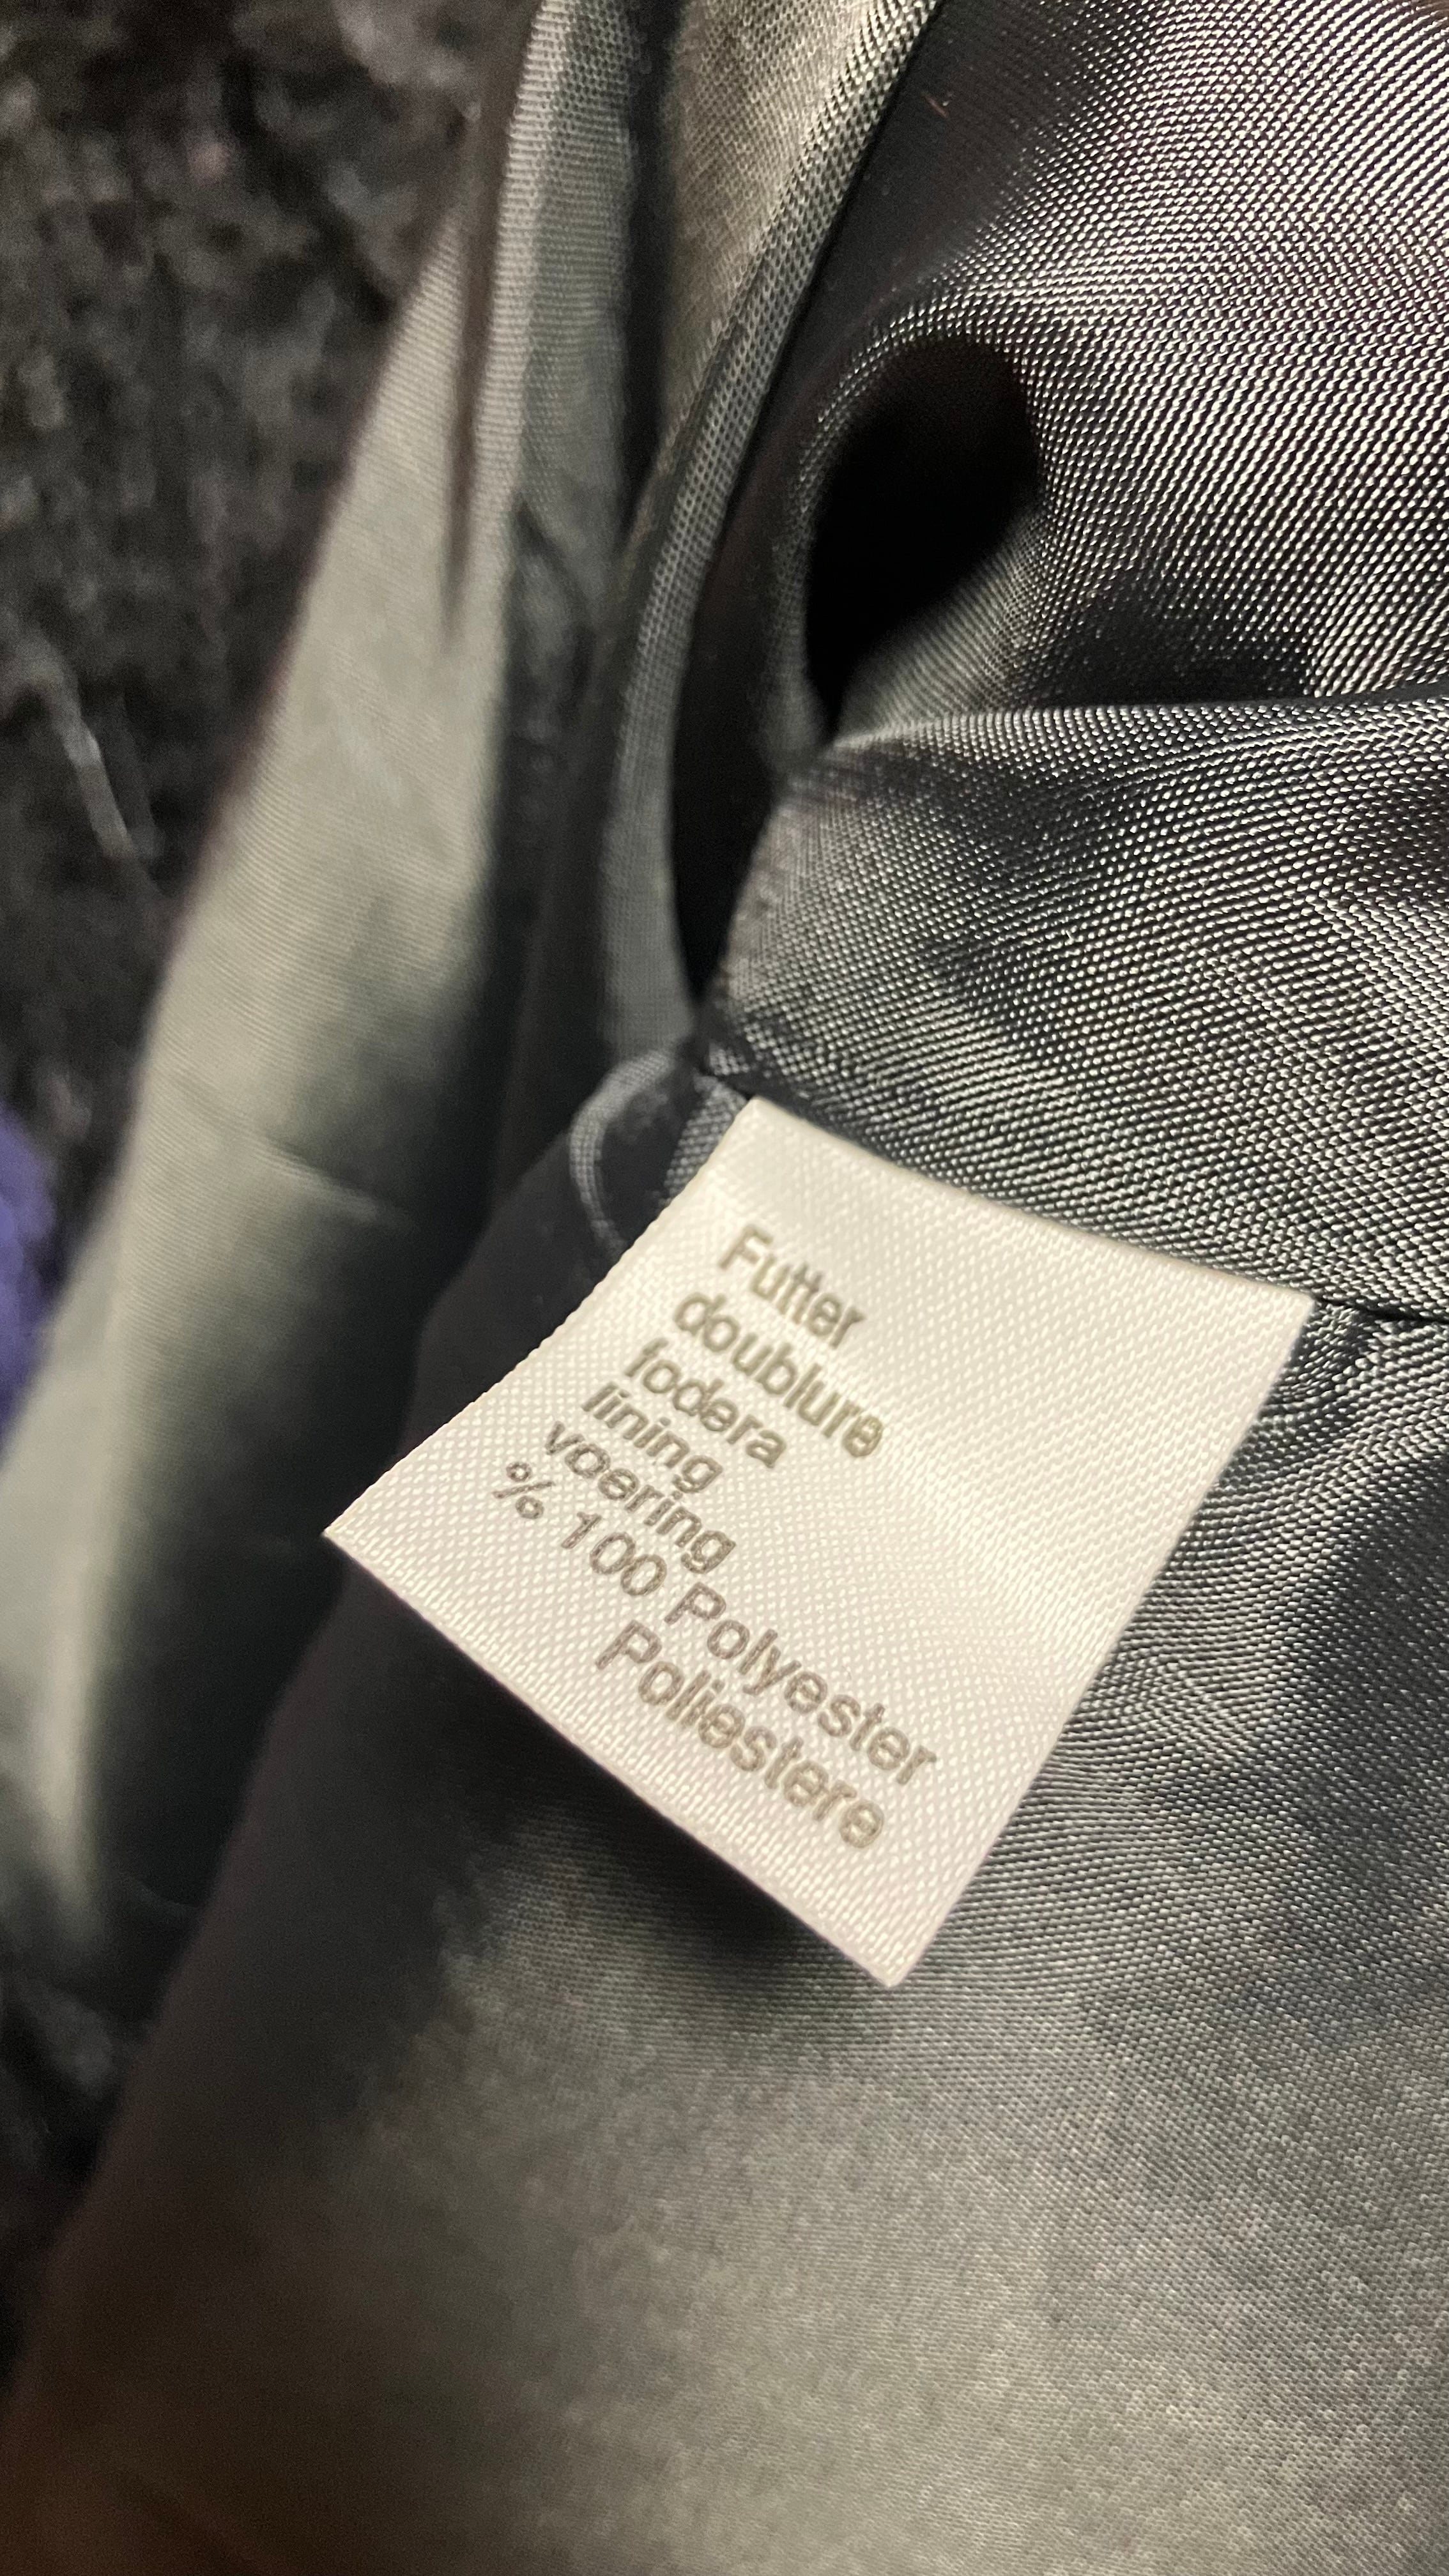 Futter
doublure
fodera
lining
voering
% 100 Polyester
Poliestere